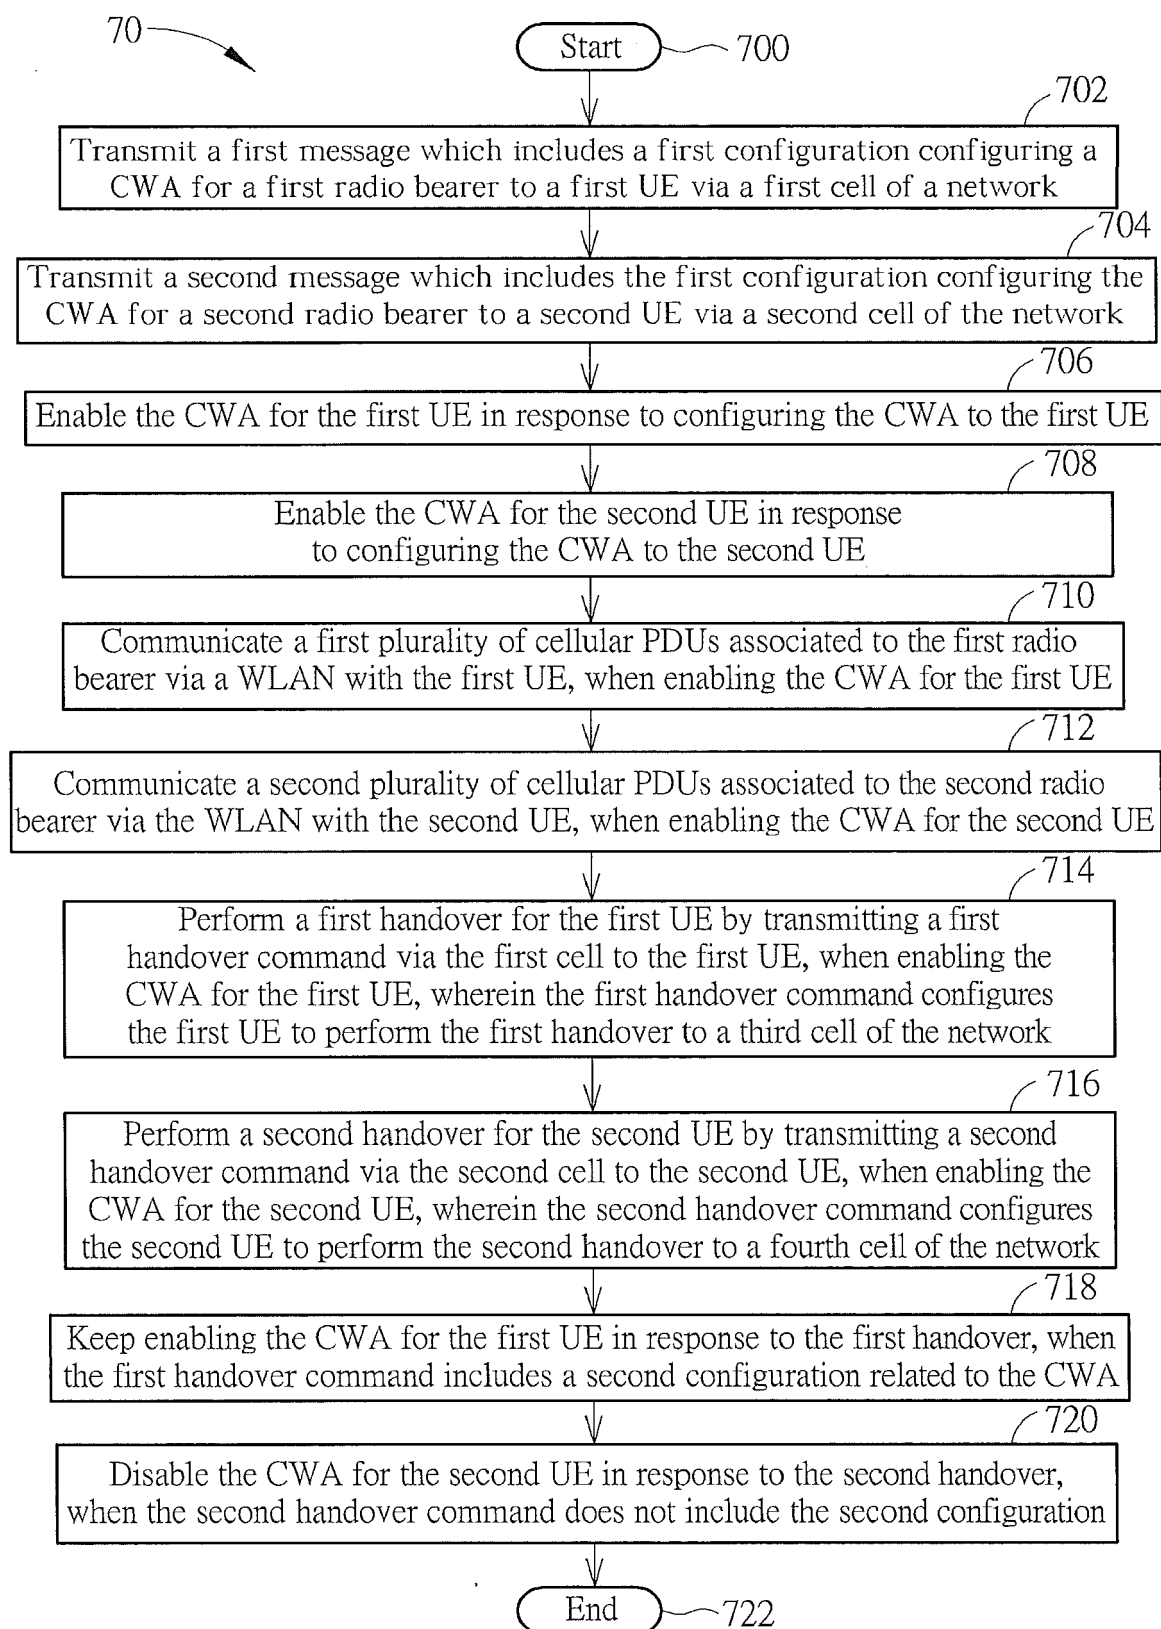 70
Start
700
702
Transmit a first message which includes a first configuration configuring a
CWA for a first radio bearer to a first UE via a first cell of a network
704
Transmit a second message which includes the first configuration configuring the
CWA for a second radio bearer to a second UE via a second cell of the network
706
Enable the CWA for the first UE in response to configuring the CWA to the first UE
708
Enable the CWA for the second UE in response
to configuring the CWA to the second UE
710
Communicate a first plurality of cellular PDUs associated to the first radio
bearer via a WLAN with the first UE, when enabling the CWA for the first UE
712
Communicate a second plurality of cellular PDUs associated to the second radio
bearer via the WLAN with the second UE, when enabling the CWA for the second UE
714
Perform a first handover for the first UE by transmitting a first
handover command via the first cell to the first UE, when enabling the
CWA for the first UE, wherein the first handover command configures
the first UE to perform the first handover to a third cell of the network
716
Perform a second handover for the second UE by transmitting a second
handover command via the second cell to the second UE, when enabling the
CWA for the second UE, wherein the second handover command configures
the second UE to perform the second handover to a fourth cell of the network
718
Keep enabling the CWA for the first UE in response to the first handover, when
the first handover command includes a second configuration related to the CWA
720
Disable the CWA for the second UE in response to the second handover,
when the second handover command does not include the second configuration
End
722